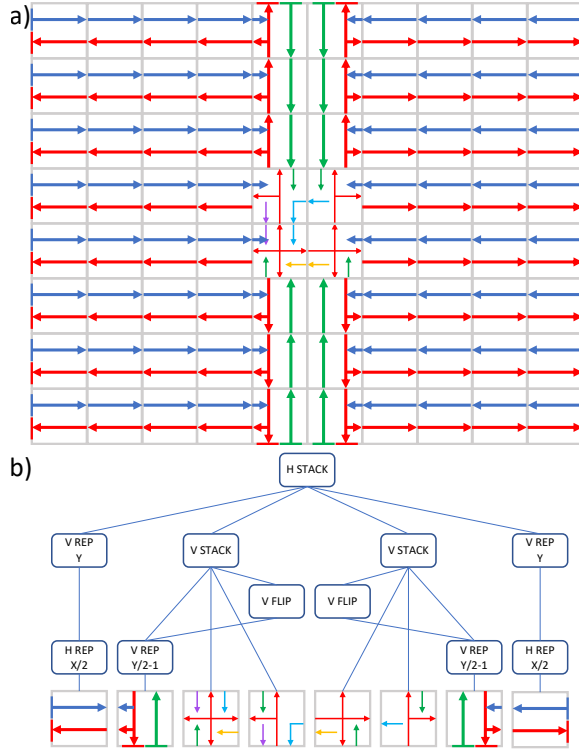 a)
b)
H STACK
V REP
Y
V STACK
V STACK
V REP
Y
V FLIP
V FLIP
H REP
X/2
V REP
Y/2-1
V REP
Y/2-1
H REP
X/2